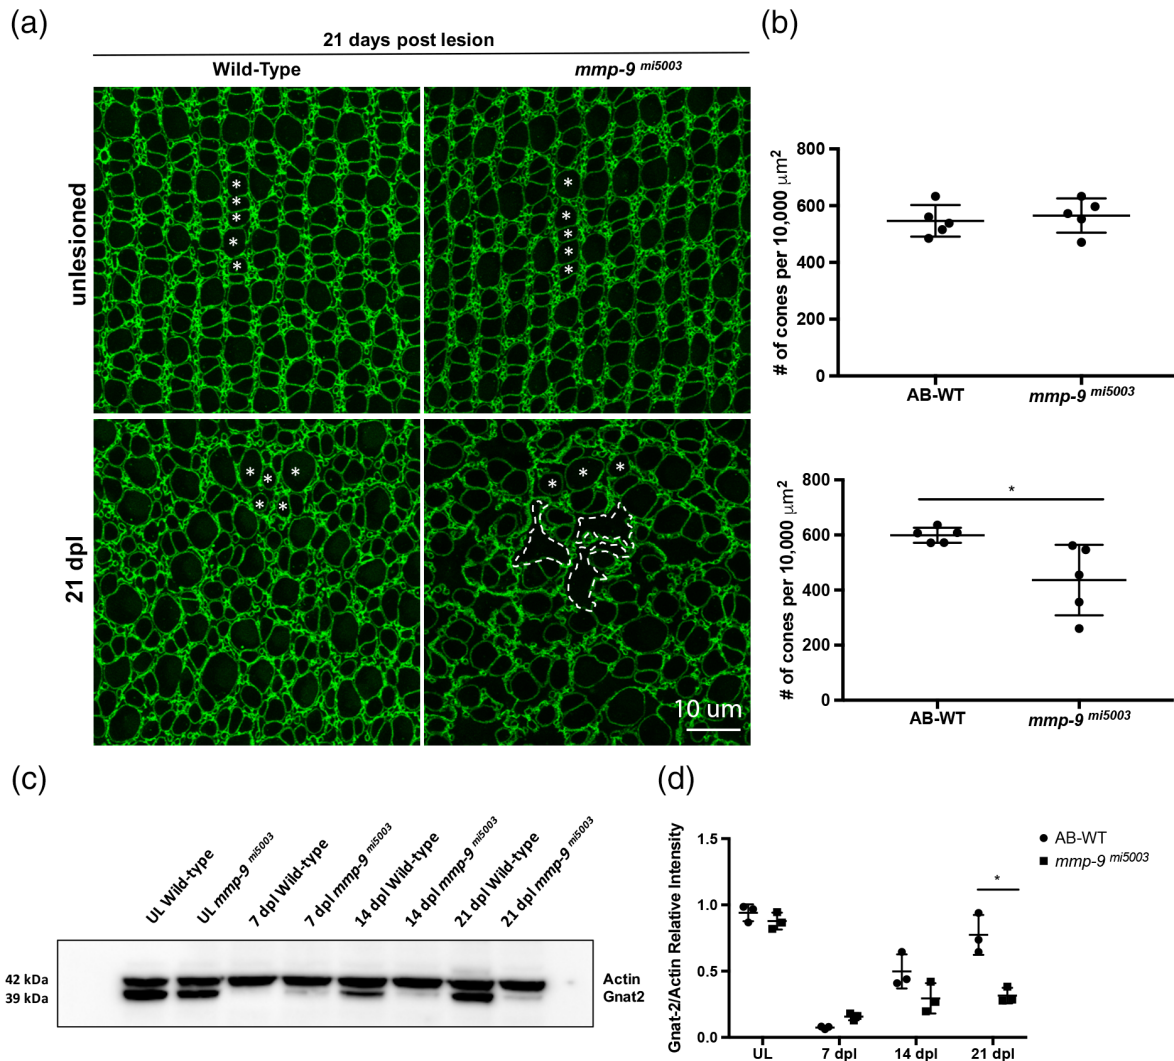 (a)
21 days post lesion
Wild-Type
mmp-9 mi5003
unlesioned
* * * * *
* * * * *
21 dpl
* * * * *
* * *
10 um
(b)
# of cones per 10,000 μm2
800
600
400
200
0
AB-WT
mmp-9 mi5003
# of cones per 10,000 μm2
800
600
400
200
0
*
AB-WT
mmp-9 mi5003
(c)
UL Wild-type
UL mmp-9 mi5003
7 dpl Wild-type
7 dpl mmp-9 mi5003
14 dpl Wild-type
14 dpl mmp-9 mi5003
21 dpl Wild-type
21 dpl mmp-9 mi5003
42 kDa
39 kDa
Actin
Gnat2
(d)
Gnat-2/Actin Relative Intensity
1.5
1.0
0.5
0.0
*
UL
7 dpl
14 dpl
21 dpl
AB-WT
mmp-9 mi5003